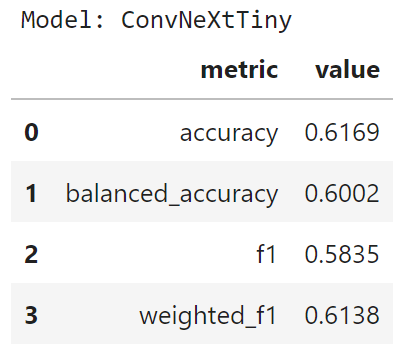 Model: ConvNeXtTiny
metric value
0 accuracy 0.6169
1 balanced_accuracy 0.6002
2 f1 0.5835
3 weighted_f1 0.6138